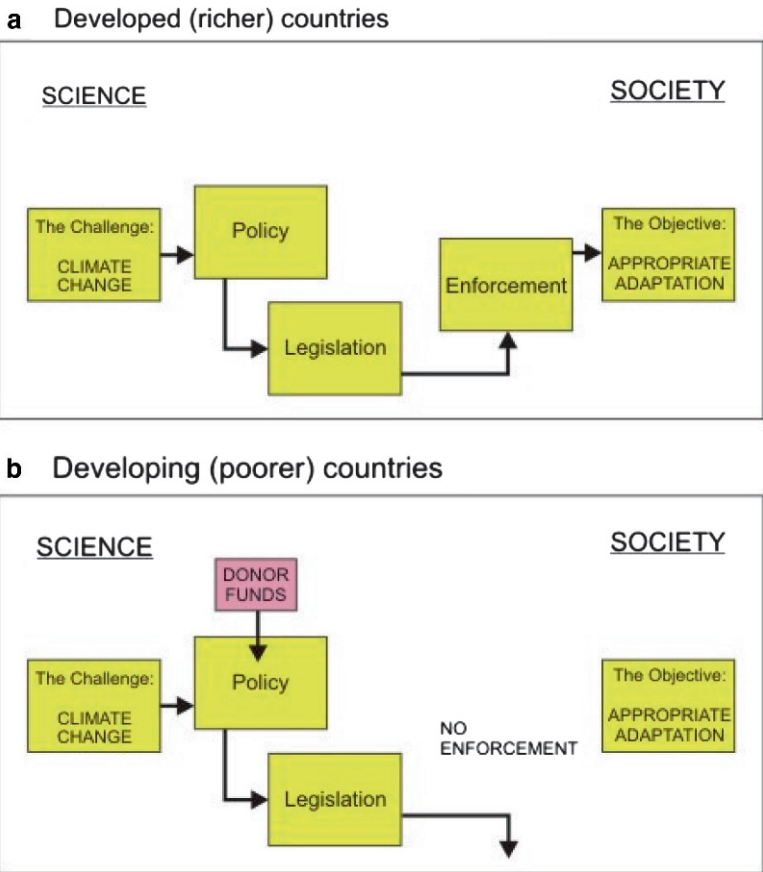 a Developed (richer) countries
SCIENCE
SOCIETY
The Challenge:
CLIMATE
CHANGE
Policy
Legislation
Enforcement
The Objective:
APPROPRIATE
ADAPTATION
b Developing (poorer) countries
SCIENCE
SOCIETY
DONOR
FUNDS
The Challenge:
CLIMATE
CHANGE
Policy
Legislation
NO
ENFORCEMENT
The Objective:
APPROPRIATE
ADAPTATION